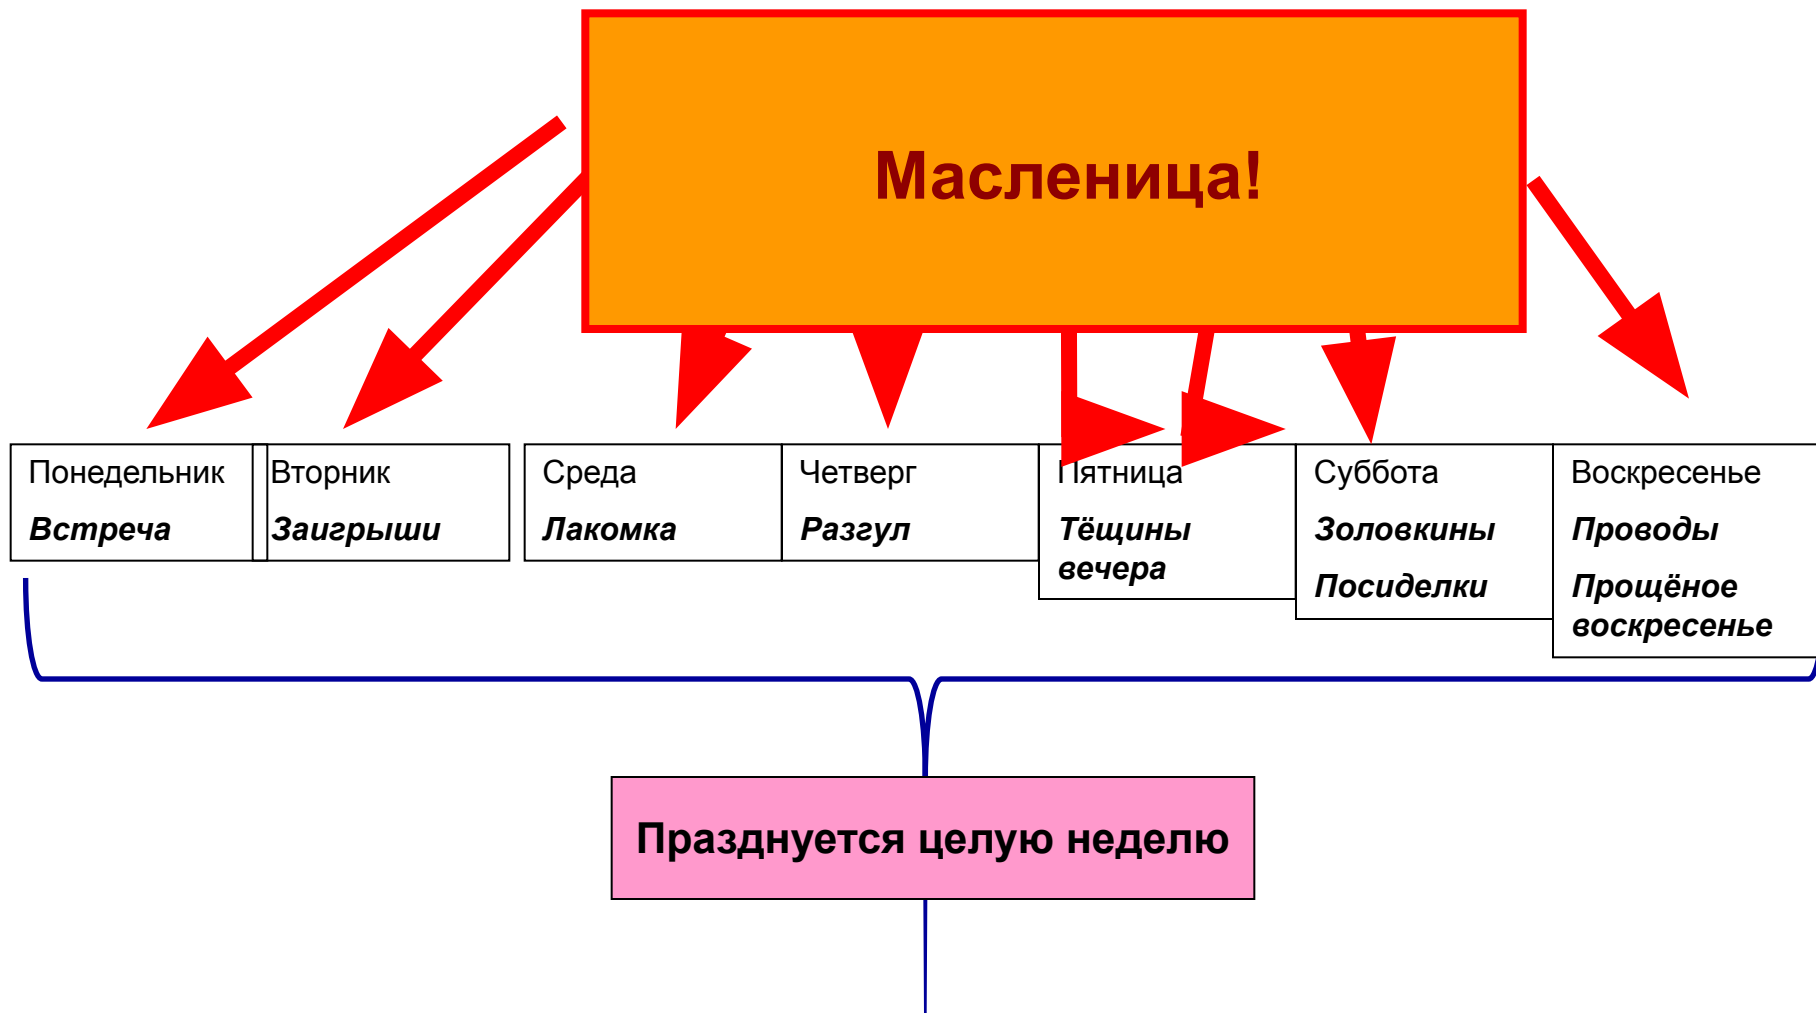 Масленица!
Понедельник
Встреча
Вторник
Заигрыши
Среда
Лакомка
Четверг
Разгул
Пятница
Тёщины
вечера
Суббота
Золовкины
Посиделки
Воскресенье
Проводы
Прощёное
воскресенье
Празднуется целую неделю